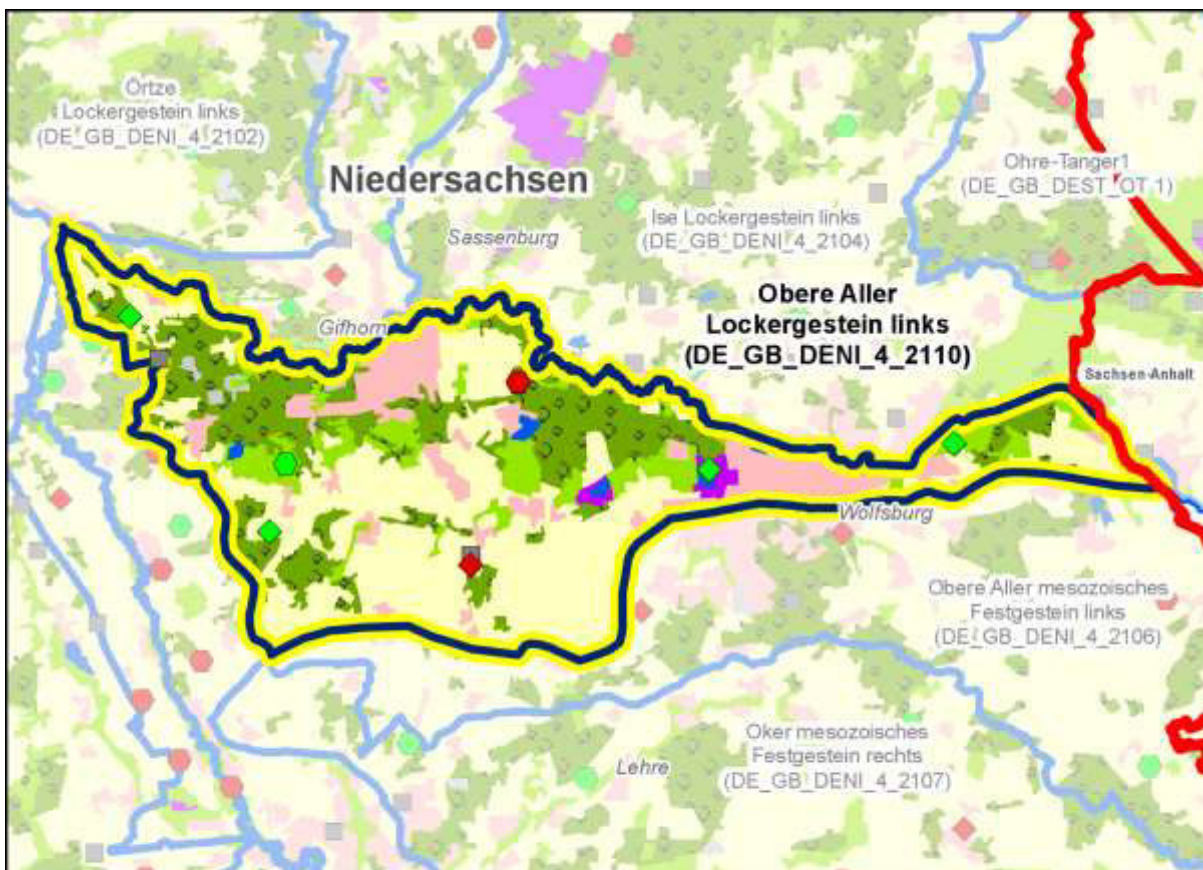 Örtze
Lockergestein links
(DE_GB_DENI_4_2102)
Niedersachsen
Ohre-Tanger1
(DE_GB_DEST_OT 1)
Ise Lockergestein links
(DE_GB_DENI_4_2104)
Sassenburg
Obere Aller
Lockergestein links
(DE_GB_DENI_4_2110)
Gifhorn
Sachsen-Anhalt
Wolfsburg
Obere Aller mesozoisches
Festgestein links
(DE_GB_DENI_4_2106)
Oker mesozoisches
Festgestein rechts
(DE_GB_DENI_4_2107)
Lehre